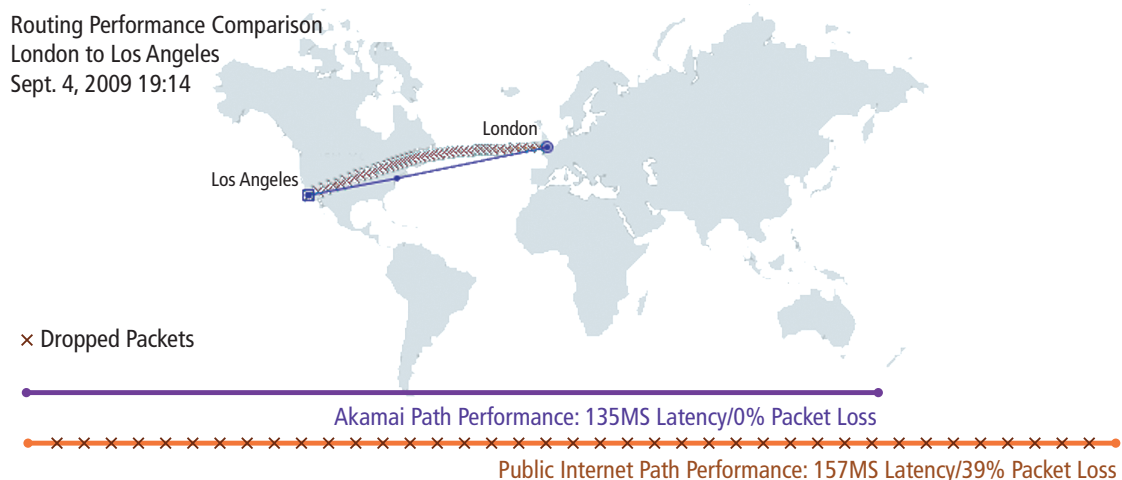 Routing Performance Comparison
London to Los Angeles
Sept. 4, 2009 19:14
London
Los Angeles
× Dropped Packets
Akamai Path Performance: 135MS Latency/0% Packet Loss
Public Internet Path Performance: 157MS Latency/39% Packet Loss